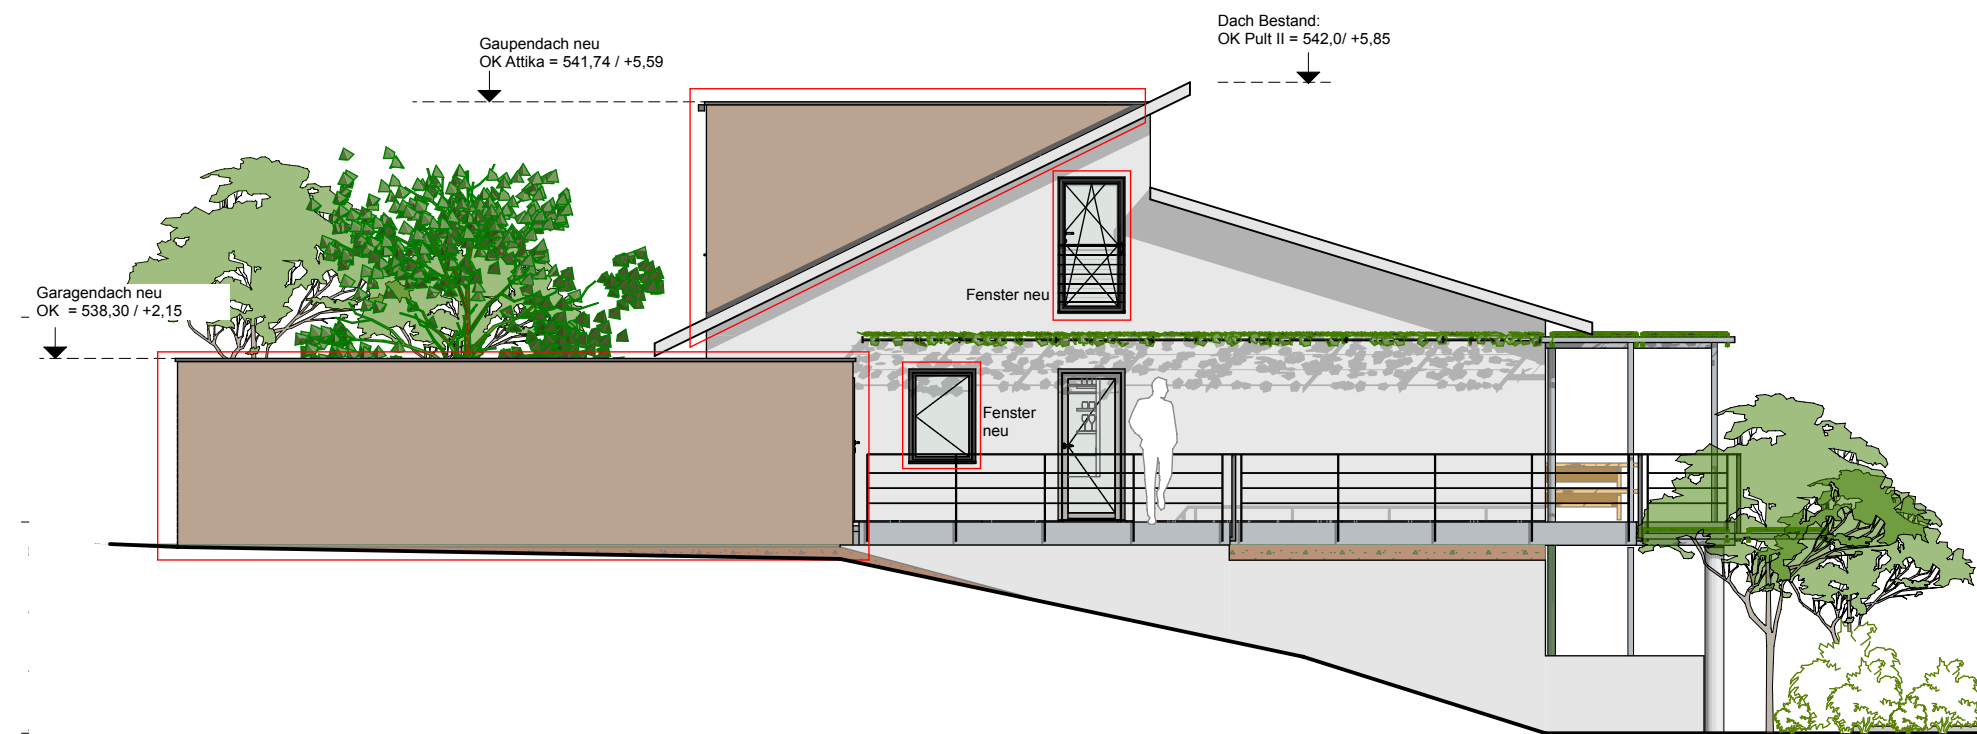 Dach Bestand:
OK Pult II = 542,0/ +5,85
Gaupendach neu
OK Attika = 541,74 / +5,59
Garagendach neu
OK  = 538,30 / +2,15
Fenster neu
Fenster
neu